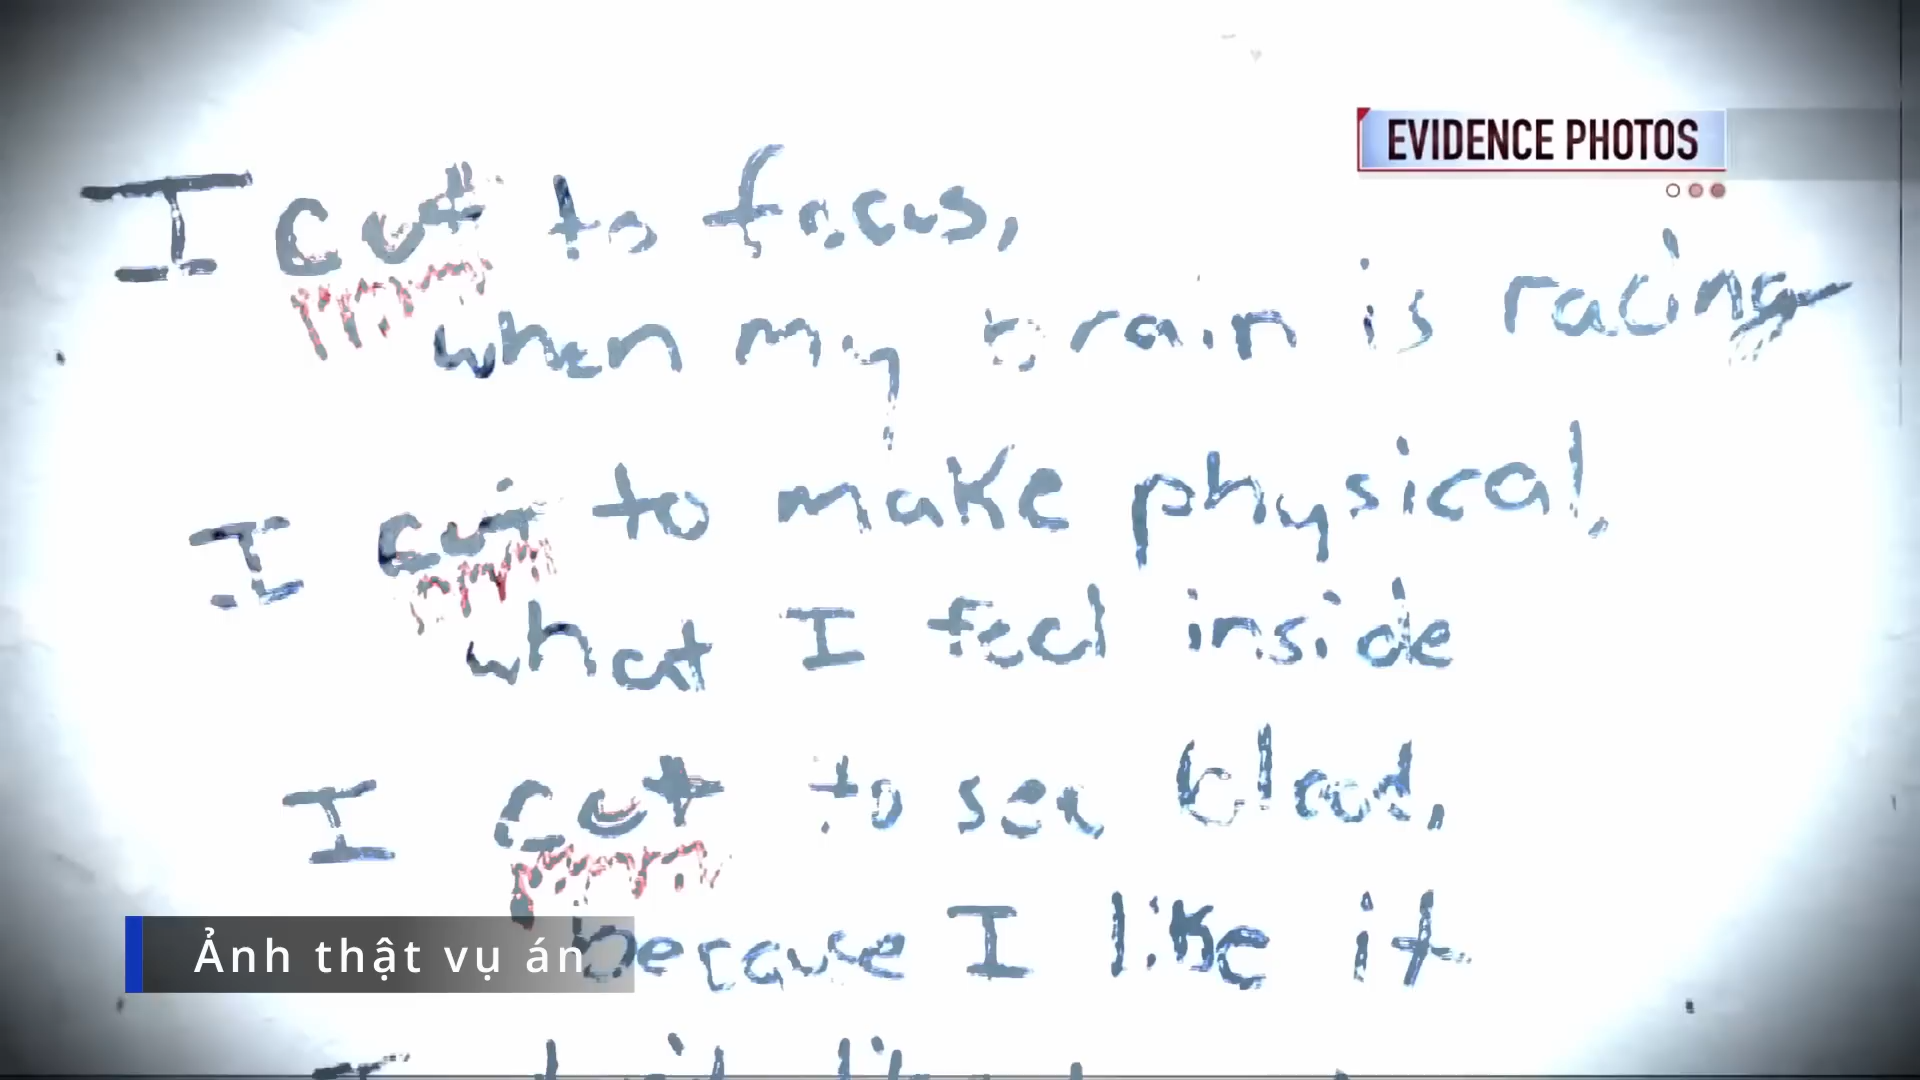 EVIDENCE PHOTOS
I cut to focus,
when my brain is racing
I cut to make physical,
what I feel inside
I cut to see blood,
because I like it
Ảnh thật vụ án